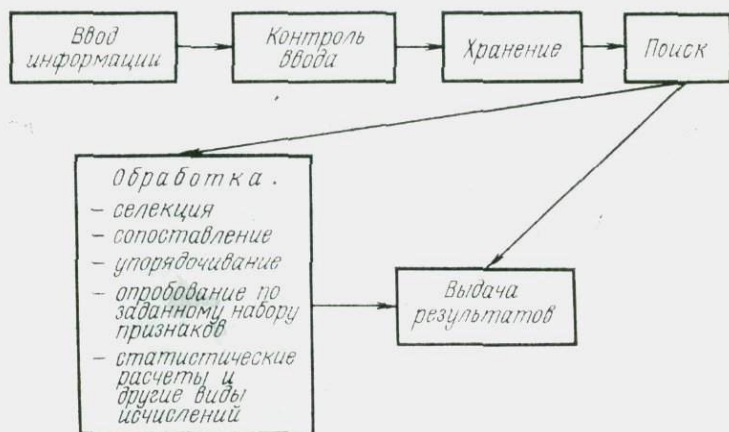 Ввод
информации
Контроль
ввода
Хранение
Поиск
Обработка.
– селекция
– сопоставление
– упорядочивание
– опробование по
заданному набору
признаков
– статистические
расчеты и
другие виды
исчислений
Выдача
результатов